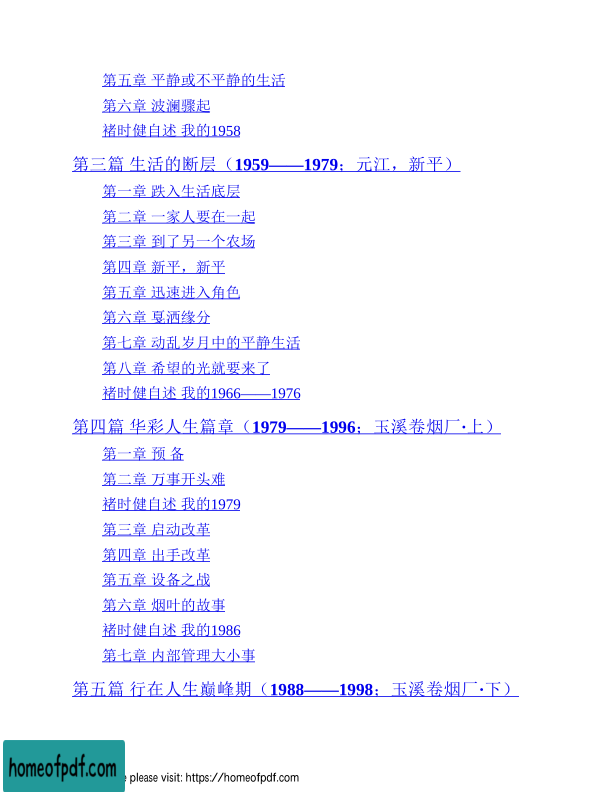 第五章 平静或不平静的生活
第六章 波澜骤起
褚时健自述 我的1958
第三篇 生活的断层（1959——1979；元江，新平）
第一章 跌入生活底层
第二章 一家人要在一起
第三章 到了另一个农场
第四章 新平，新平
第五章 迅速进入角色
第六章 戛洒缘分
第七章 动乱岁月中的平静生活
第八章 希望的光就要来了
褚时健自述 我的1966——1976
第四篇 华彩人生篇章（1979——1996；玉溪卷烟厂·上）
第一章 预 备
第二章 万事开头难
褚时健自述 我的1979
第三章 启动改革
第四章 出手改革
第五章 设备之战
第六章 烟叶的故事
褚时健自述 我的1986
第七章 内部管理大小事
第五篇 行在人生巅峰期（1988——1998；玉溪卷烟厂·下）
homeofpdf.com
please visit: https://homeofpdf.com